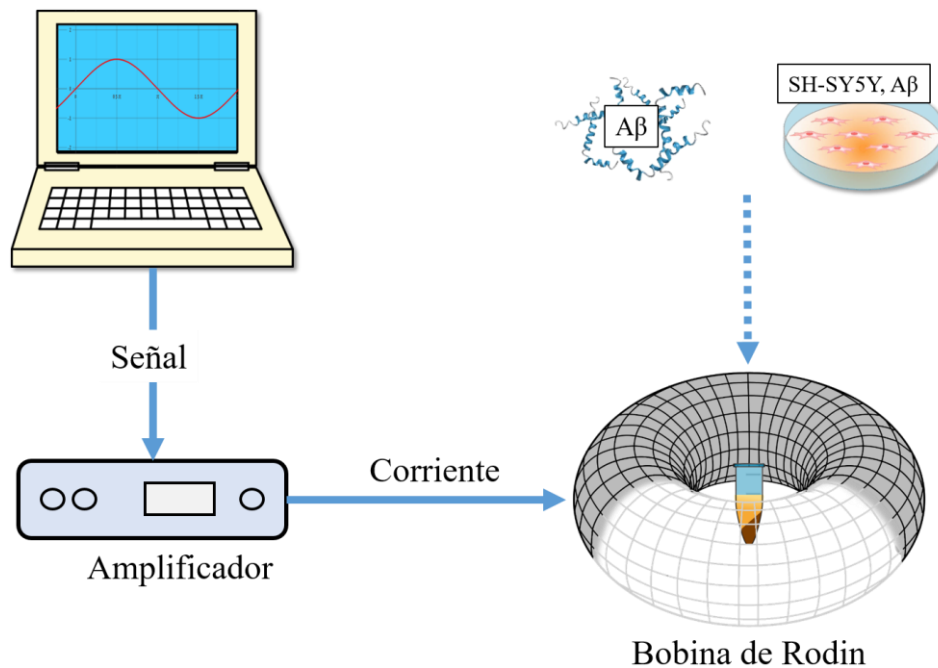 Aβ
SH-SY5Y, Aβ
Señal
Corriente
Amplificador
Bobina de Rodin